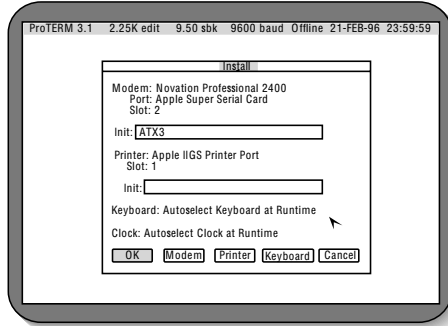 ProTERM 3.1 2.25K edit 9.50 sbk 9600 baud Offline 21-FEB-96 23:59:59
Install
Modem: Novation Professional 2400
Port: Apple Super Serial Card
Slot: 2
Init: ATX3
Printer: Apple IIGS Printer Port
Slot: 1
Init:
Keyboard: Autoselect Keyboard at Runtime
Clock: Autoselect Clock at Runtime
OK Modem Printer Keyboard Cancel